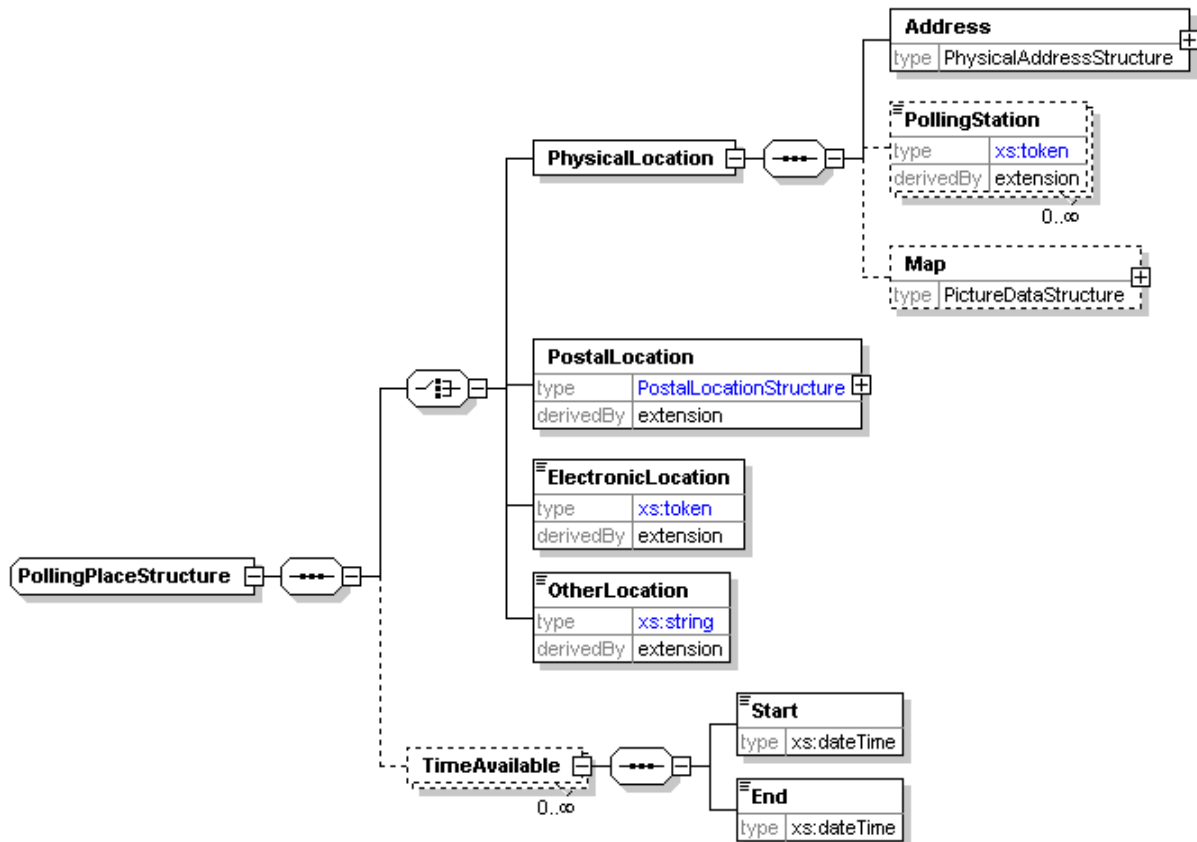 Address
type PhysicalAddressStructure
PollingStation
type xs:token
derivedBy extension
0..∞
Map
type PictureDataStructure
PhysicalLocation
PostalLocation
type PostalLocationStructure
derivedBy extension
ElectronicLocation
type xs:token
derivedBy extension
OtherLocation
type xs:string
derivedBy extension
PollingPlaceStructure
TimeAvailable
0..∞
Start
type xs:dateTime
End
type xs:dateTime